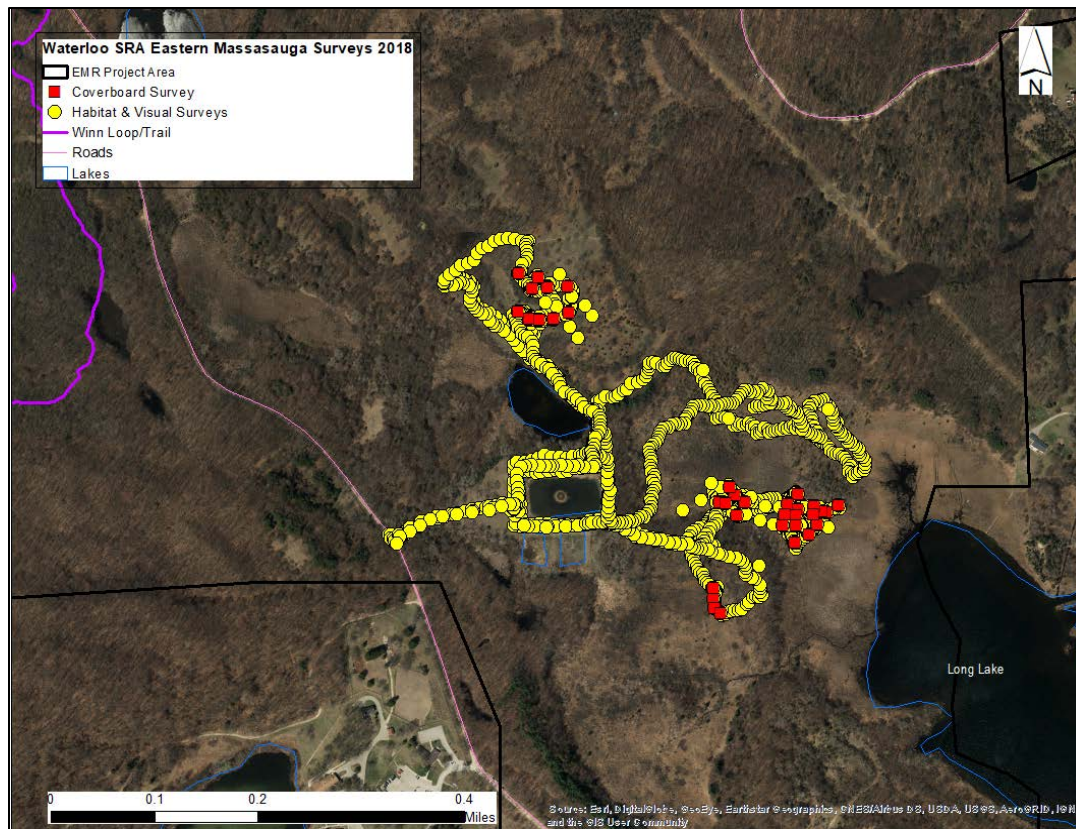 Waterloo SRA Eastern Massasauga Surveys 2018
EMR Project Area
Coverboard Survey
Habitat & Visual Surveys
Winn Loop/Trail
Roads
Lakes
N
Long Lake
0 0.1 0.2 0.4
Miles
Source: Esri, DigitalGlobe, GeoEye, Earthstar Geographics, CNES/Airbus DS, USDA, USGS, AeroGRID, IGN
and the GIS User Community